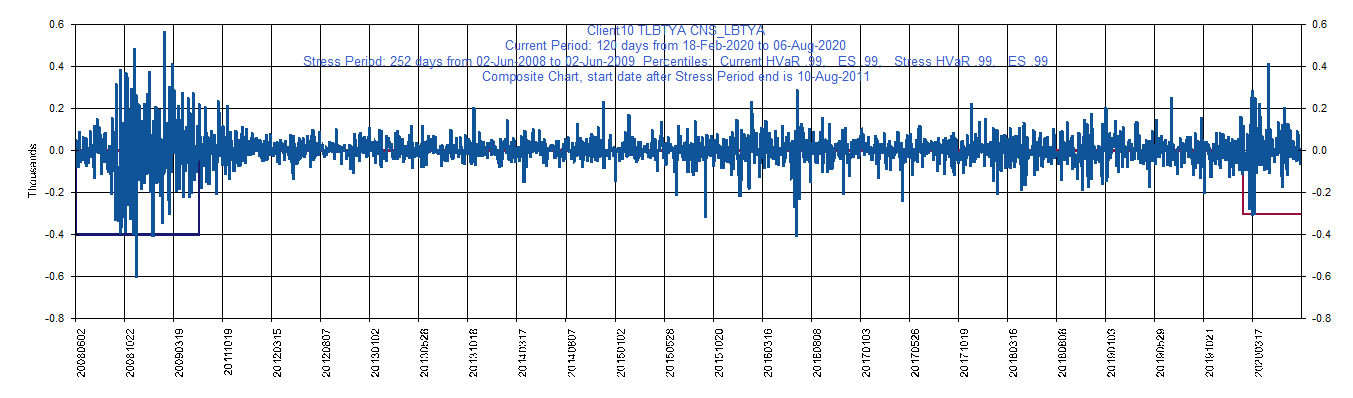 Client10 TLBTYA CNS_LBTYA
Current Period: 120 days from 18-Feb-2020 to 06-Aug-2020
Stress Period: 252 days from 02-Jun-2008 to 02-Jun-2009 Percentiles: Current HVaR .99, ES .99 Stress HVaR .99, ES .99
Composite Chart, start date after Stress Period end is 10-Aug-2011
0.6 0.6
0.4 0.4
0.2 0.2
0.0 0.0
-0.2 -0.2
-0.4 -0.4
-0.6 -0.6
-0.8 -0.8
Thousands
20080602 20081022 20090319 20111019 20120315 20120807 20130102 20130528 20131018 20140317 20140807 20150102 20150528 20151020 20160316 20160808 20170103 20170526 20171019 20180316 20180808 20190103 20190529 20191021 20200317